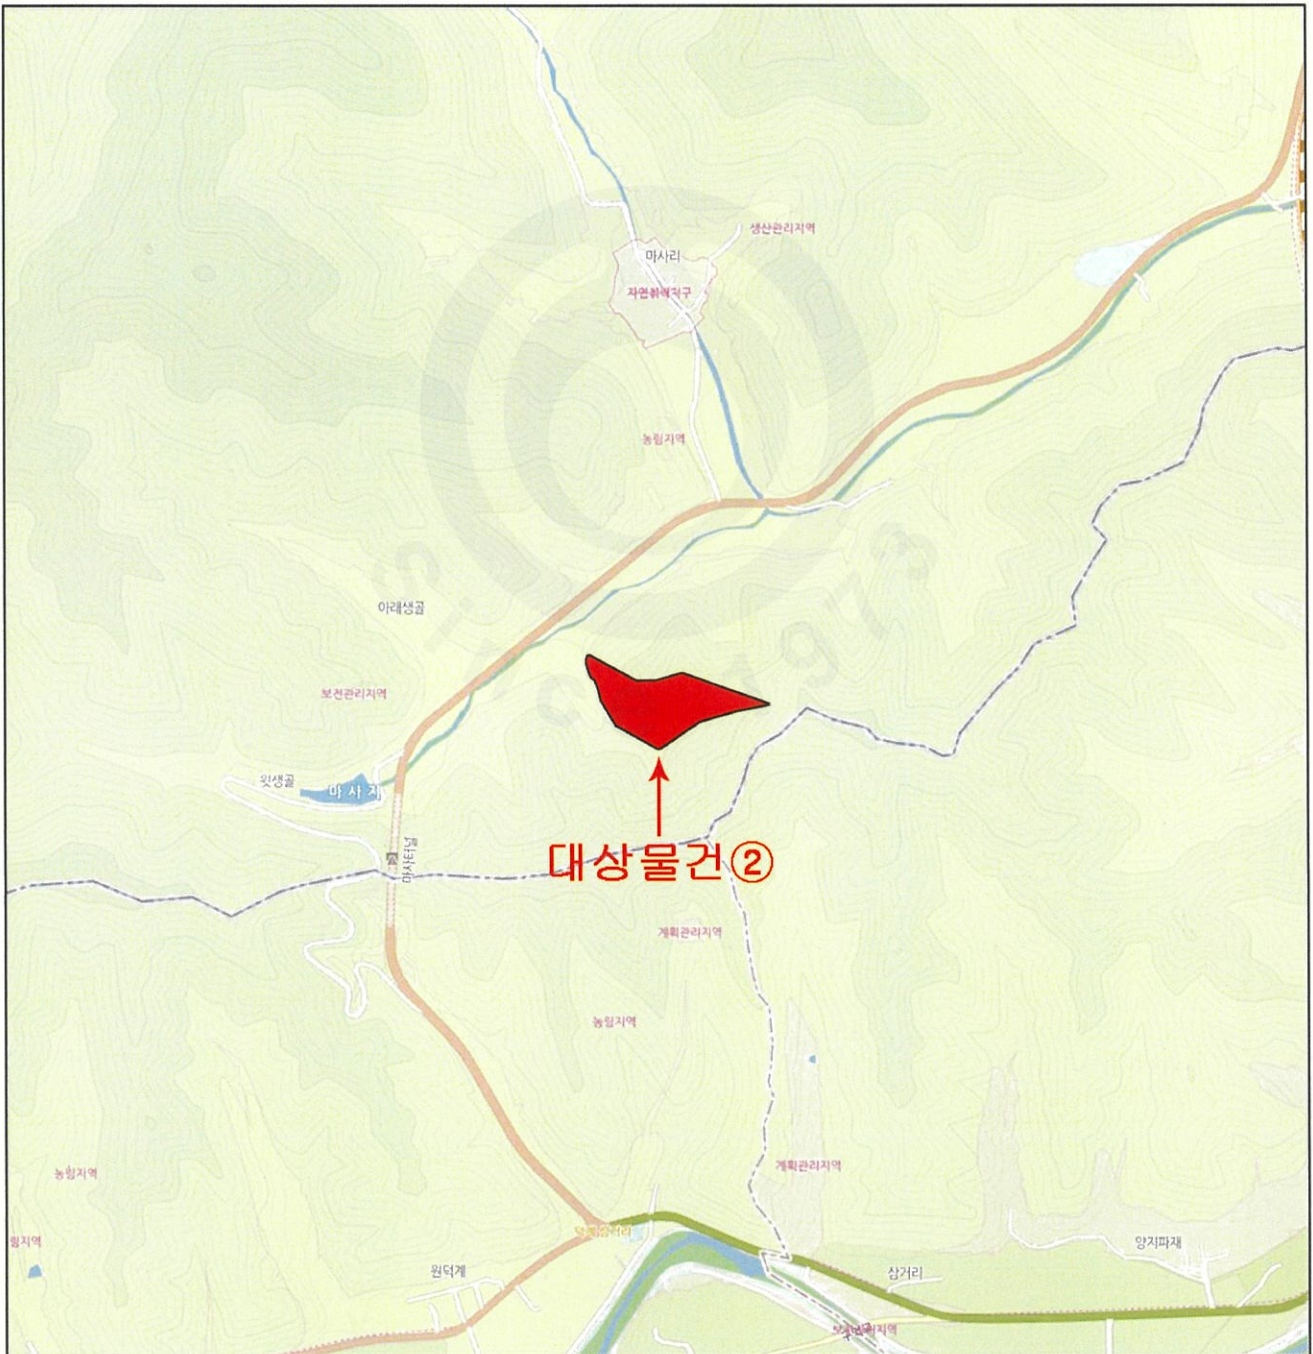 생산관리지역
마사리
자연취락지구
농림지역
아래생골
보전관리지역
윗생골
마 사 지
마사터널
대상물건②
계획관리지역
농림지역
농림지역
계획관리지역
림지역
양지파재
원덕계
삼거리